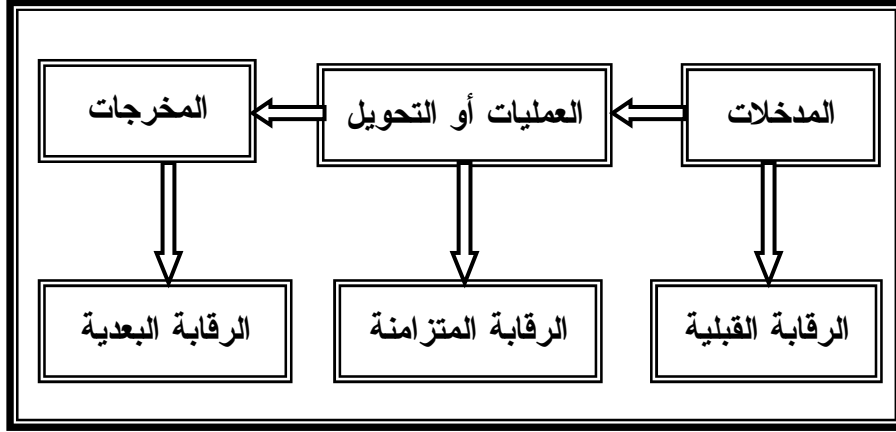 المدخلات
العمليات أو التحويل
المخرجات
الرقابة القبلية
الرقابة المتزامنة
الرقابة البعدية